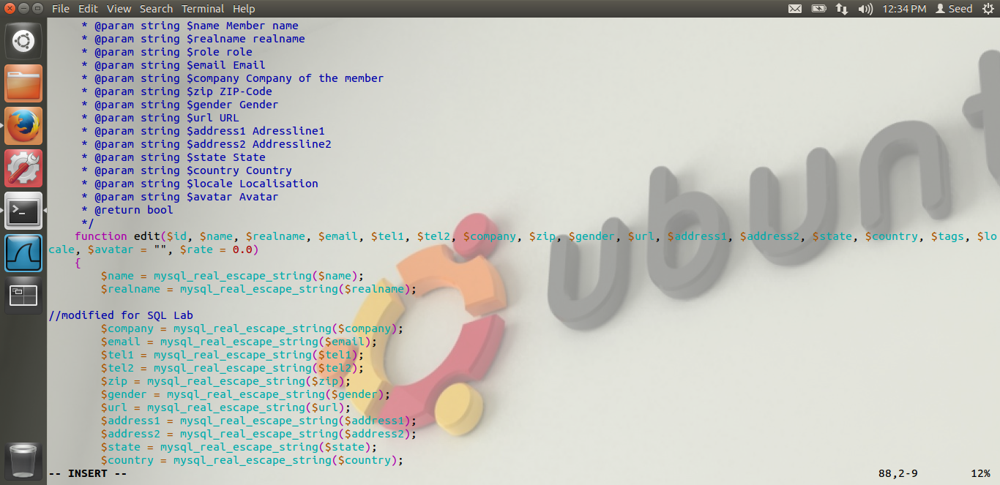 File Edit View Search Terminal Help 12:34 PM Seed
* @param string $name Member name
* @param string $realname realname
* @param string $role role
* @param string $email Email
* @param string $company Company of the member
* @param string $zip ZIP-Code
* @param string $gender Gender
* @param string $url URL
* @param string $address1 Adressline1
* @param string $address2 Addressline2
* @param string $state State
* @param string $country Country
* @param string $locale Localisation
* @param string $avatar Avatar
* @return bool
*/
function edit($id, $name, $realname, $email, $tel1, $tel2, $company, $zip, $gender, $url, $address1, $address2, $state, $country, $tags, $lo
cale, $avatar = "", $rate = 0.0)
{
$name = mysql_real_escape_string($name);
$realname = mysql_real_escape_string($realname);
//modified for SQL Lab
$company = mysql_real_escape_string($company);
$email = mysql_real_escape_string($email);
$tel1 = mysql_real_escape_string($tel1);
$tel2 = mysql_real_escape_string($tel2);
$zip = mysql_real_escape_string($zip);
$gender = mysql_real_escape_string($gender);
$url = mysql_real_escape_string($url);
$address1 = mysql_real_escape_string($address1);
$address2 = mysql_real_escape_string($address2);
$state = mysql_real_escape_string($state);
$country = mysql_real_escape_string($country);
-- INSERT -- 88,2-9 12%
ubunt